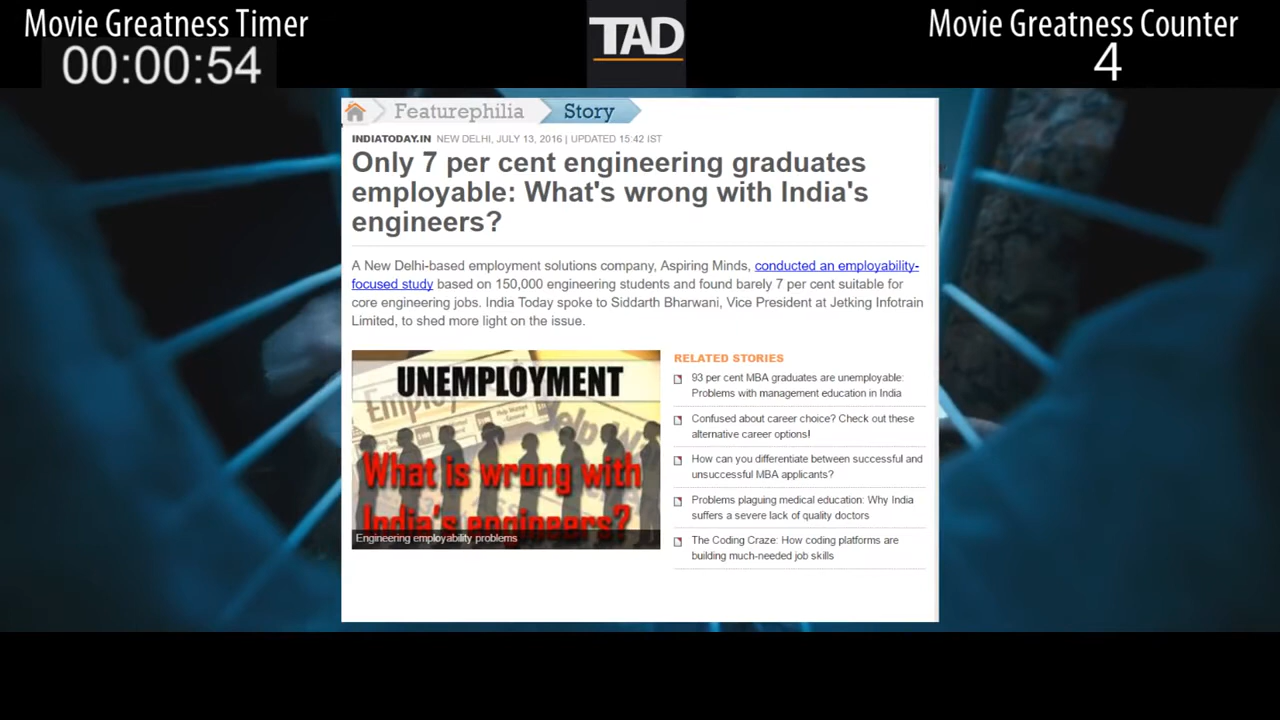 Movie Greatness Timer
00:00:54
TAD
Movie Greatness Counter
4
Featurephilia
Story
INDIATODAY.IN NEW DELHI, JULY 13, 2016 | UPDATED 15:42 IST
Only 7 per cent engineering graduates
employable: What's wrong with India's
engineers?
A New Delhi-based employment solutions company, Aspiring Minds, conducted an employability-
focused study based on 150,000 engineering students and found barely 7 per cent suitable for
core engineering jobs. India Today spoke to Siddarth Bharwani, Vice President at Jetking Infotrain
Limited, to shed more light on the issue.
UNEMPLOYMENT
What is wrong with
India's engineers?
Engineering employability problems
RELATED STORIES
93 per cent MBA graduates are unemployable:
Problems with management education in India
Confused about career choice? Check out these
alternative career options!
How can you differentiate between successful and
unsuccessful MBA applicants?
Problems plaguing medical education: Why India
suffers a severe lack of quality doctors
The Coding Craze: How coding platforms are
building much-needed job skills